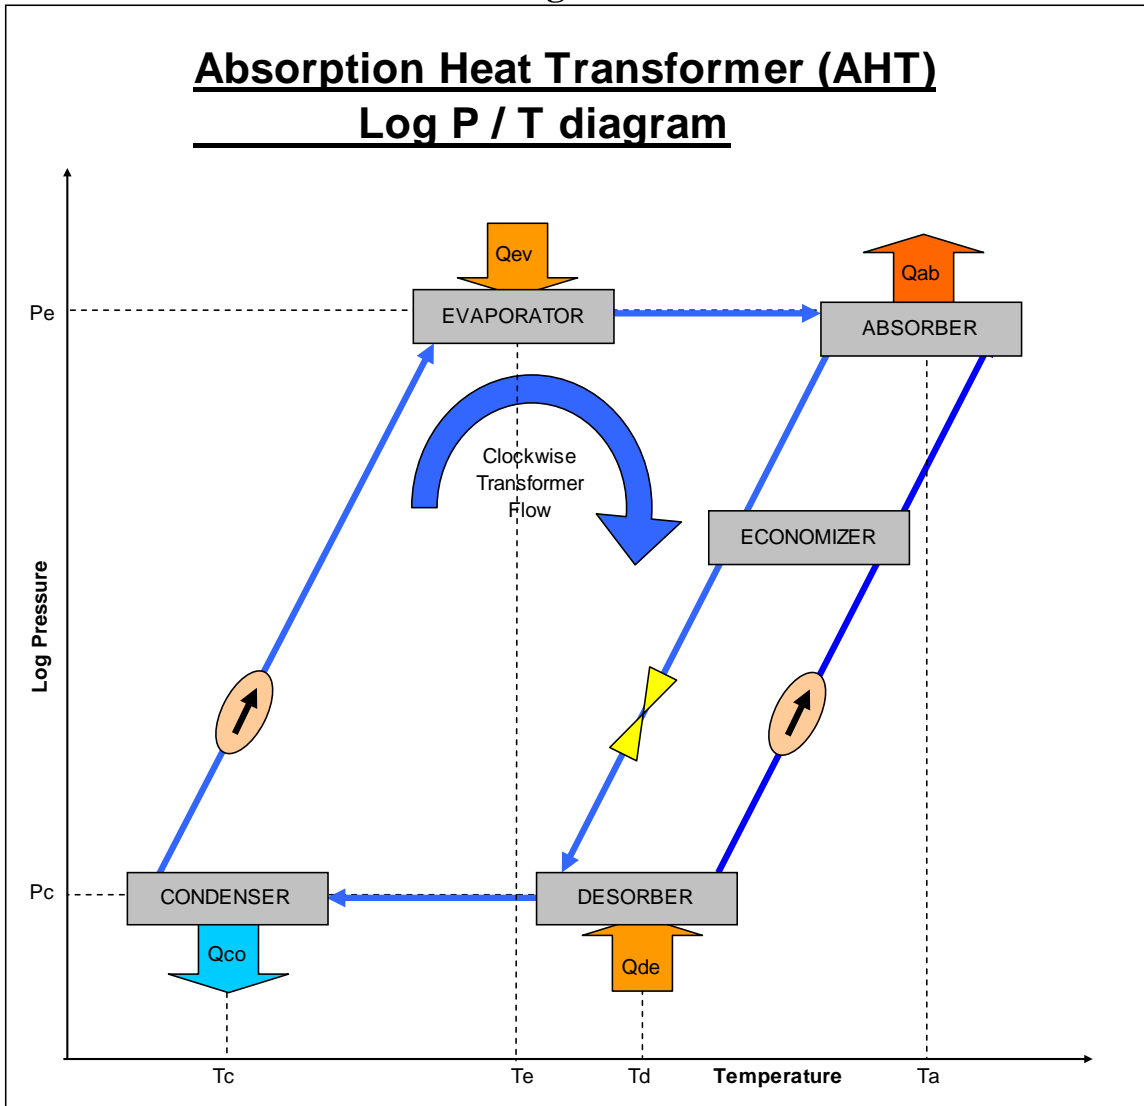 Absorption Heat Transformer (AHT)
Log P / T diagram
Qev
Qab
Pe
EVAPORATOR
ABSORBER
Clockwise
Transformer
Flow
ECONOMIZER
Log Pressure
Pc
CONDENSER
DESORBER
Qco
Qde
Tc
Te
Td
Temperature
Ta